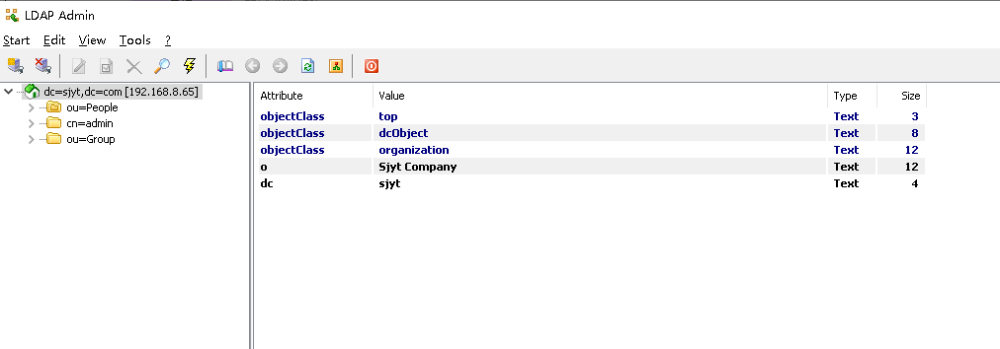 LDAP Admin
Start Edit View Tools ?
dc=sjyt,dc=com [192.168.8.65]
ou=People
cn=admin
ou=Group
Attribute Value Type Size
objectClass top Text 3
objectClass dcObject Text 8
objectClass organization Text 12
o Sjyt Company Text 12
dc sjyt Text 4